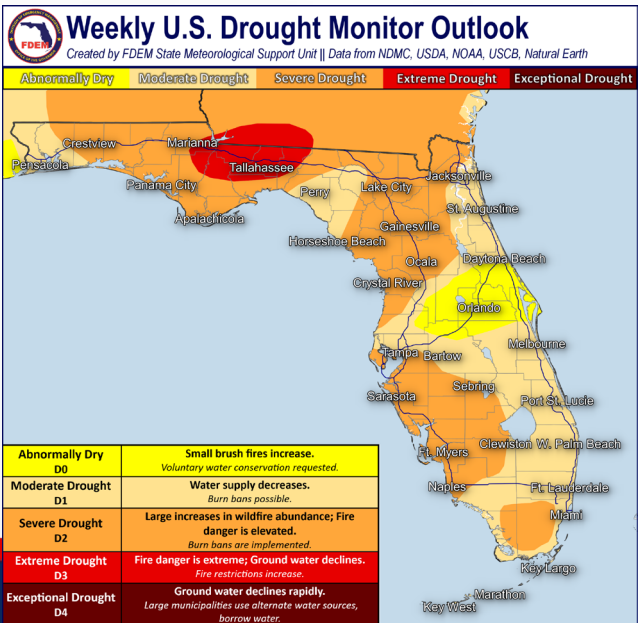 Weekly U.S. Drought Monitor Outlook
FDEM
Created by FDEM State Meteorological Support Unit || Data from NDMC, USDA, NOAA, USCB, Natural Earth
Abnormally Dry Moderate Drought Severe Drought Extreme Drought Exceptional Drought
Crestview
Marianna
Pensacola
Tallahassee
Jacksonville
Panama City
Perry
Lake City
Apalachicola
St. Augustine
Gainesville
Horseshoe Beach
Ocala
Daytona Beach
Crystal River
Orlando
Melbourne
Tampa
Bartow
Sebring
Sarasota
Port St. Lucie
Clewiston
W. Palm Beach
Ft. Myers
Naples
Ft. Lauderdale
Miami
Key Largo
Marathon
Key West
Abnormally Dry
D0
Small brush fires increase.
Voluntary water conservation requested.
Moderate Drought
D1
Water supply decreases.
Burn bans possible.
Severe Drought
D2
Large increases in wildfire abundance; Fire
danger is elevated.
Burn bans are implemented.
Extreme Drought
D3
Fire danger is extreme; Ground water declines.
Fire restrictions increase.
Exceptional Drought
D4
Ground water declines rapidly.
Large municipalities use alternate water sources,
borrow water.